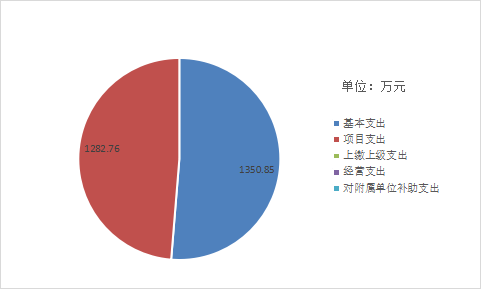 单位：万元
1282.76
1350.85
基本支出
项目支出
上缴上级支出
经营支出
对附属单位补助支出